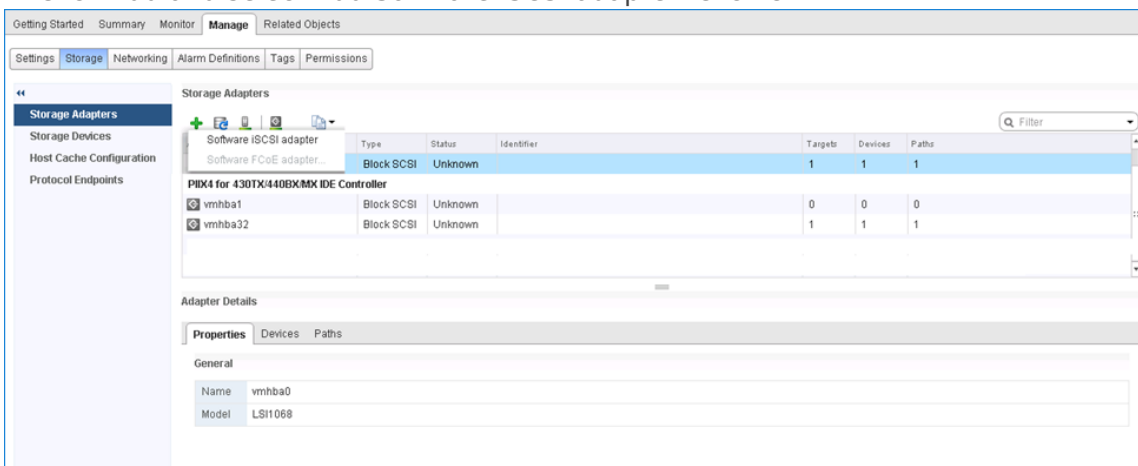 Getting Started Summary Monitor Manage Related Objects
Settings Storage Networking Alarm Definitions Tags Permissions
Storage Adapters
Storage Devices
Host Cache Configuration
Protocol Endpoints
Storage Adapters
Filter
Software iSCSI adapter
Software FCoE adapter...
Type Status Identifier Targets Devices Paths
Block SCSI Unknown 1 1 1
PIIX4 for 430TX/440BX/MX IDE Controller
vmhba1 Block SCSI Unknown 0 0 0
vmhba32 Block SCSI Unknown 1 1 1
Adapter Details
Properties Devices Paths
General
Name vmhba0
Model LSI1068